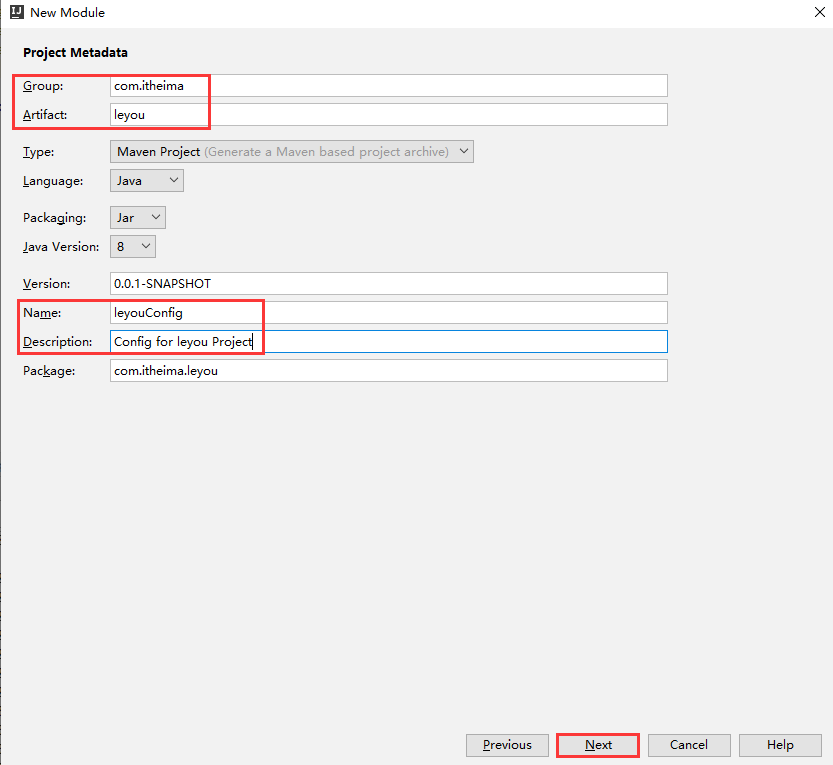 IJ New Module
Project Metadata
Group: com.itheima
Artifact: leyou
Type: Maven Project (Generate a Maven based project archive)
Language: Java
Packaging: Jar
Java Version: 8
Version: 0.0.1-SNAPSHOT
Name: leyouConfig
Description: Config for leyou Project
Package: com.itheima.leyou
Previous Next Cancel Help